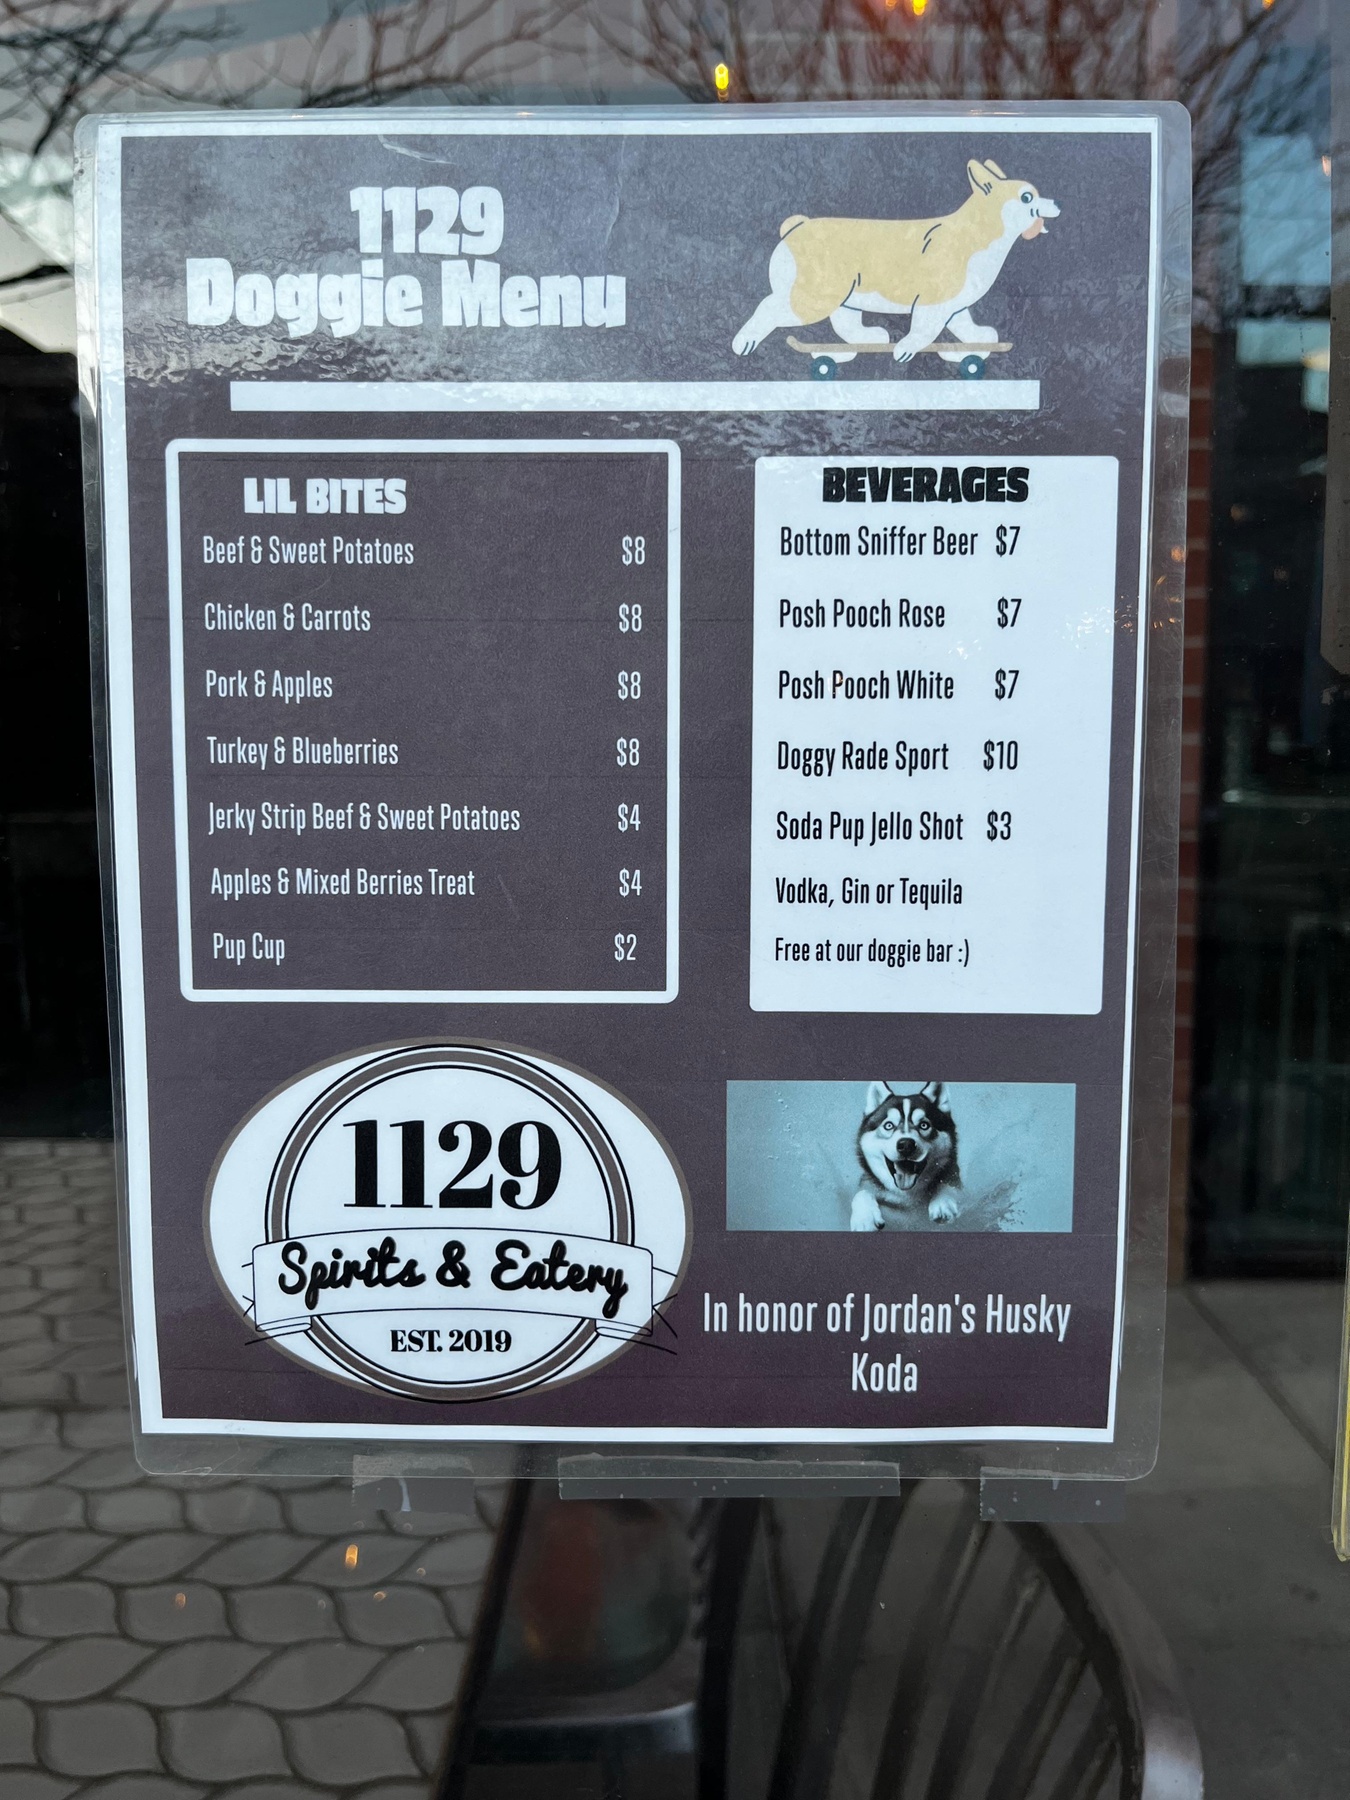 1129
Doggie Menu
LIL BITES
Beef & Sweet Potatoes $8
Chicken & Carrots $8
Pork & Apples $8
Turkey & Blueberries $8
Jerky Strip Beef & Sweet Potatoes $4
Apples & Mixed Berries Treat $4
Pup Cup $2
BEVERAGES
Bottom Sniffer Beer $7
Posh Pooch Rose $7
Posh Pooch White $7
Doggy Rade Sport $10
Soda Pup Jello Shot $3
Vodka, Gin or Tequila
Free at our doggie bar :)
1129
Spirits & Eatery
EST. 2019
In honor of Jordan's Husky
Koda